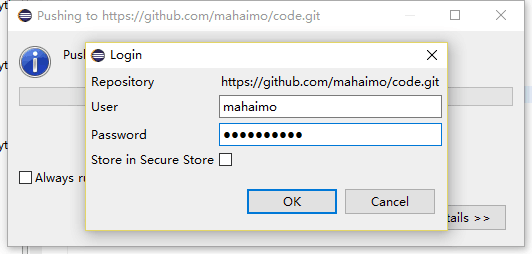 Pushing to https://github.com/mahaimo/code.git
Login
Repository https://github.com/mahaimo/code.git
User mahaimo
Password ●●●●●●●●●●
Store in Secure Store
Always
OK Cancel
>>